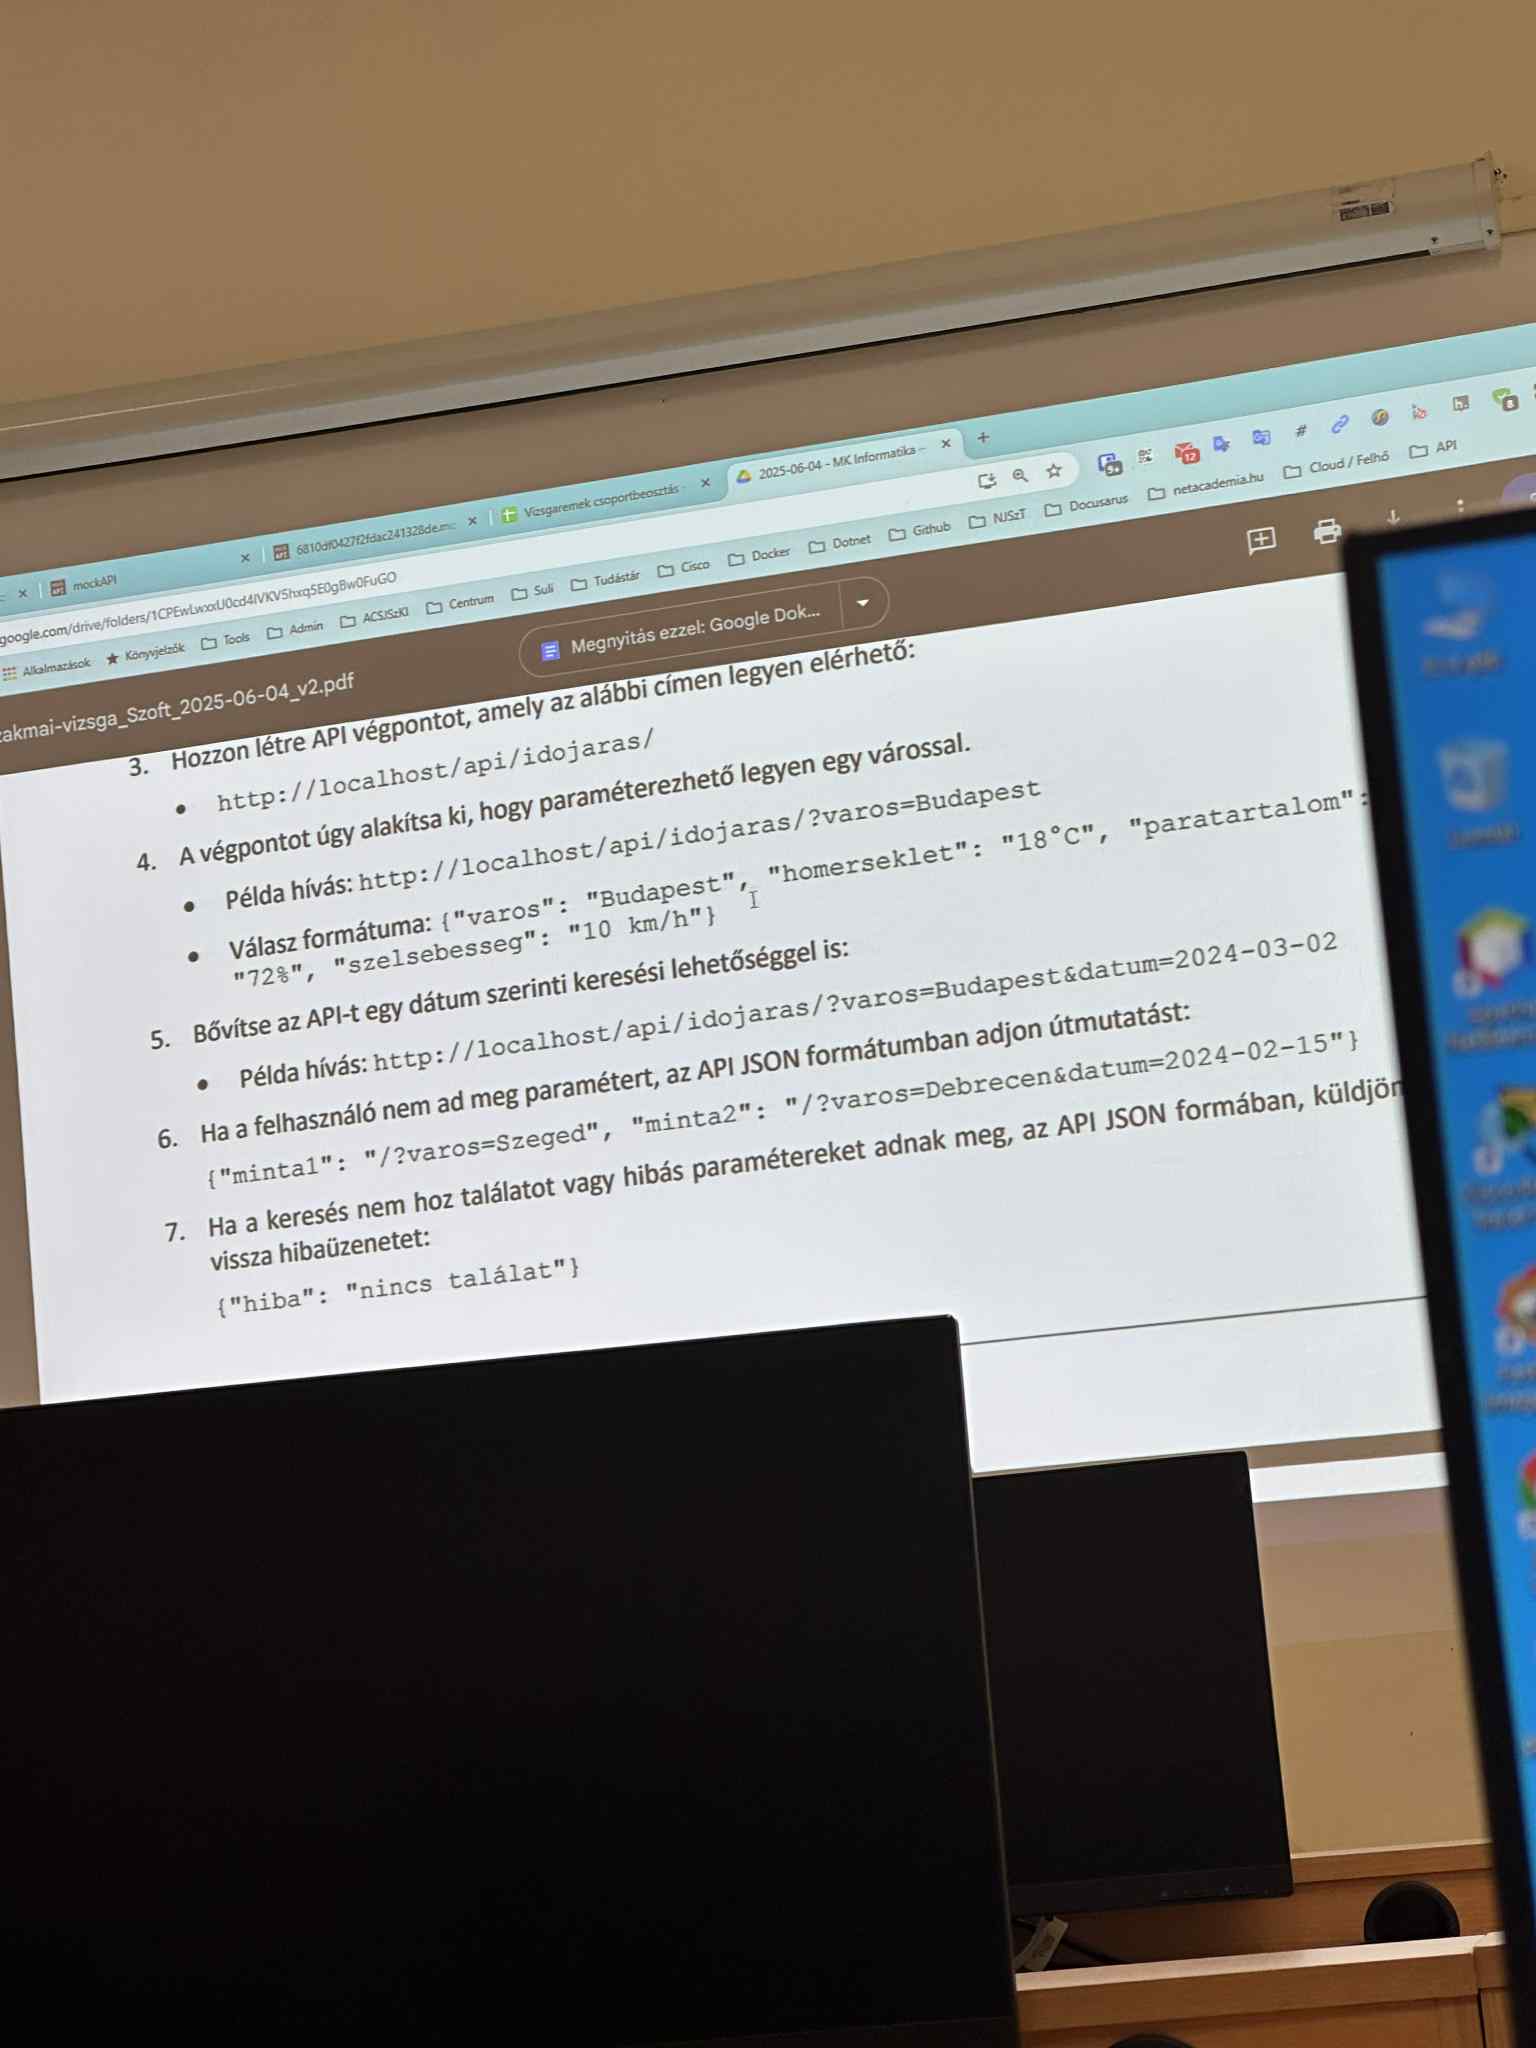 2025-06-04 - MK Informatika –
Vizsgaremek csoportbeosztás
6810df0427f2fdac241328de.mc
mockAPI
google.com/drive/folders/1CPEwLwxxU0cd4IVKV5hxq5E0gBw0FuGO
12
8
Alkalmazások Könyvjelzők Tools Admin ACSJSzKI Centrum Suli Tudástár Cisco Docker Dotnet Github NJSzT Docusarus netacademia.hu Cloud / Felhő API
Megnyitás ezzel: Google Dok...
zakmai-vizsga_Szoft_2025-06-04_v2.pdf
3. Hozzon létre API végpontot, amely az alábbi címen legyen elérhető:
• http://localhost/api/idojaras/
4. A végpontot úgy alakítsa ki, hogy paraméterezhető legyen egy várossal.
• Példa hívás: http://localhost/api/idojaras/?varos=Budapest
• Válasz formátuma: {"varos": "Budapest", "homerseklet": "18°C", "paratartalom":
"72%", "szelsebesseg": "10 km/h"}
5. Bővítse az API-t egy dátum szerinti keresési lehetőséggel is:
• Példa hívás: http://localhost/api/idojaras/?varos=Budapest&datum=2024-03-02
6. Ha a felhasználó nem ad meg paramétert, az API JSON formátumban adjon útmutatást:
{"minta1": "/?varos=Szeged", "minta2": "/?varos=Debrecen&datum=2024-02-15"}
7. Ha a keresés nem hoz találatot vagy hibás paramétereket adnak meg, az API JSON formában, küldjön
vissza hibaüzenetet:
{"hiba": "nincs találat"}